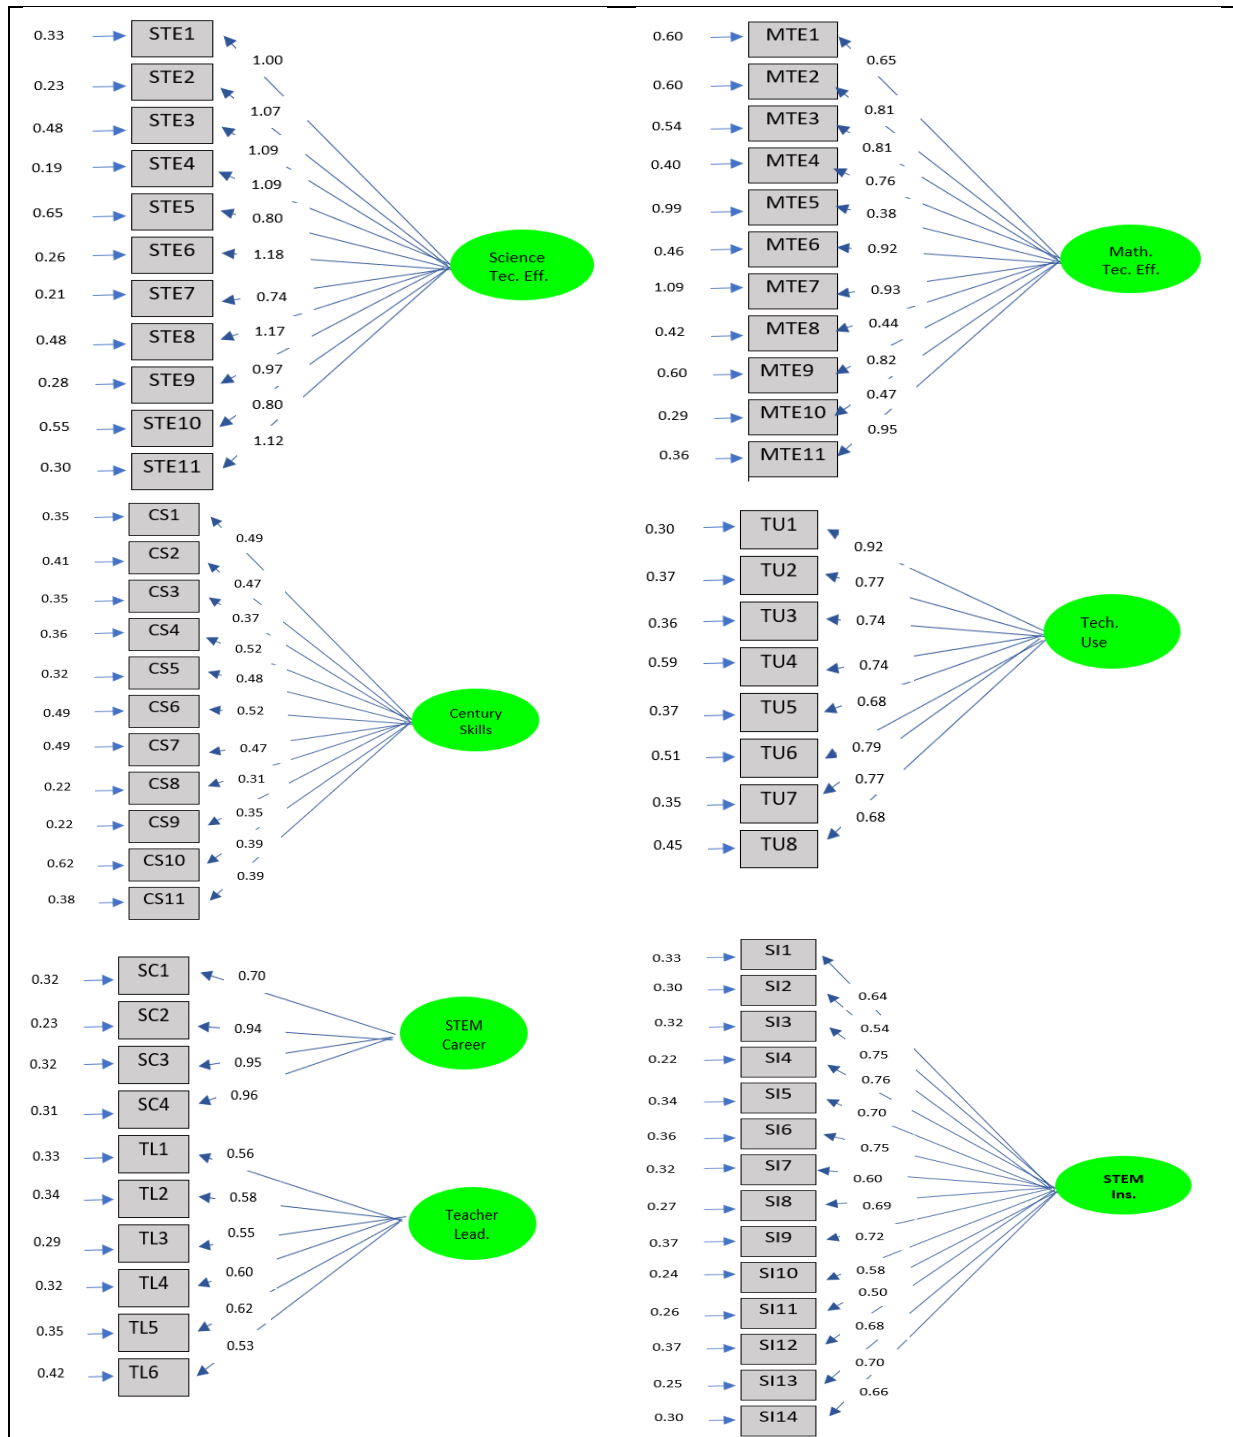 0.33 STE1
1.00
0.23 STE2
1.07
0.48 STE3
1.09
0.19 STE4
1.09
0.65 STE5
0.80
0.26 STE6
1.18
0.21 STE7
0.74
0.48 STE8
1.17
0.28 STE9
0.97
0.55 STE10
0.80
0.30 STE11
1.12
Science
Tec. Eff.
0.60 MTE1
0.65
0.60 MTE2
0.81
0.54 MTE3
0.81
0.40 MTE4
0.76
0.99 MTE5
0.38
0.46 MTE6
0.92
1.09 MTE7
0.93
0.42 MTE8
0.44
0.60 MTE9
0.82
0.29 MTE10
0.47
0.36 MTE11
0.95
Math.
Tec. Eff.
0.35 CS1
0.49
0.41 CS2
0.47
0.35 CS3
0.37
0.36 CS4
0.52
0.32 CS5
0.48
0.49 CS6
0.52
0.49 CS7
0.47
0.22 CS8
0.31
0.22 CS9
0.35
0.62 CS10
0.39
0.38 CS11
0.39
Century
Skills
0.30 TU1
0.92
0.37 TU2
0.77
0.36 TU3
0.74
0.59 TU4
0.74
0.37 TU5
0.68
0.51 TU6
0.79
0.35 TU7
0.77
0.45 TU8
0.68
Tech.
Use
0.32 SC1
0.70
0.23 SC2
0.94
0.32 SC3
0.95
0.31 SC4
0.96
STEM
Career
0.33 TL1
0.56
0.34 TL2
0.58
0.29 TL3
0.55
0.32 TL4
0.60
0.35 TL5
0.62
0.42 TL6
0.53
Teacher
Lead.
0.33 SI1
0.64
0.30 SI2
0.54
0.32 SI3
0.75
0.22 SI4
0.76
0.34 SI5
0.70
0.36 SI6
0.75
0.32 SI7
0.60
0.27 SI8
0.69
0.37 SI9
0.72
0.24 SI10
0.58
0.26 SI11
0.50
0.37 SI12
0.68
0.25 SI13
0.70
0.30 SI14
0.66
STEM
Ins.